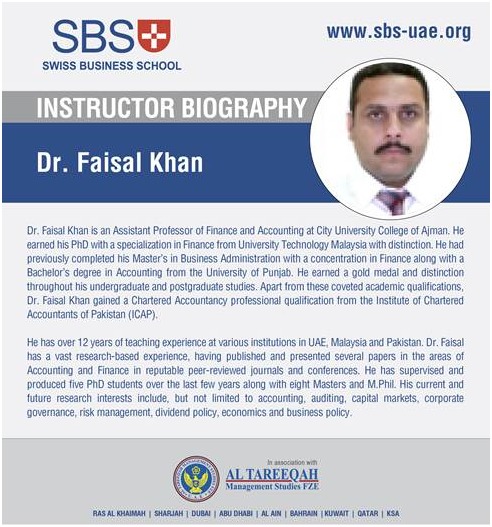 SBS
SWISS BUSINESS SCHOOL
www.sbs-uae.org
INSTRUCTOR BIOGRAPHY
Dr. Faisal Khan
Dr. Faisal Khan is an Assistant Professor of Finance and Accounting at City University College of Ajman. He
earned his PhD with a specialization in Finance from University Technology Malaysia with distinction. He had
previously completed his Master's in Business Administration with a concentration in Finance along with a
Bachelor's degree in Accounting from the University of Punjab. He earned a gold medal and distinction
throughout his undergraduate and postgraduate studies. Apart from these coveted academic qualifications,
Dr. Faisal Khan gained a Chartered Accountancy professional qualification from the Institute of Chartered
Accountants of Pakistan (ICAP).
He has over 12 years of teaching experience at various institutions in UAE, Malaysia and Pakistan. Dr. Faisal
has a vast research-based experience, having published and presented several papers in the areas of
Accounting and Finance in reputable peer-reviewed journals and conferences. He has supervised and
produced five PhD students over the last few years along with eight Masters and M.Phil. His current and
future research interests include, but not limited to accounting, auditing, capital markets, corporate
governance, risk management, dividend policy, economics and business policy.
In association with
AL TAREEQAH
Management Studies FZE
RAS AL KHAIMAH | SHARJAH | DUBAI | ABU DHABI | AL AIN | BAHRAIN | KUWAIT | QATAR | KSA